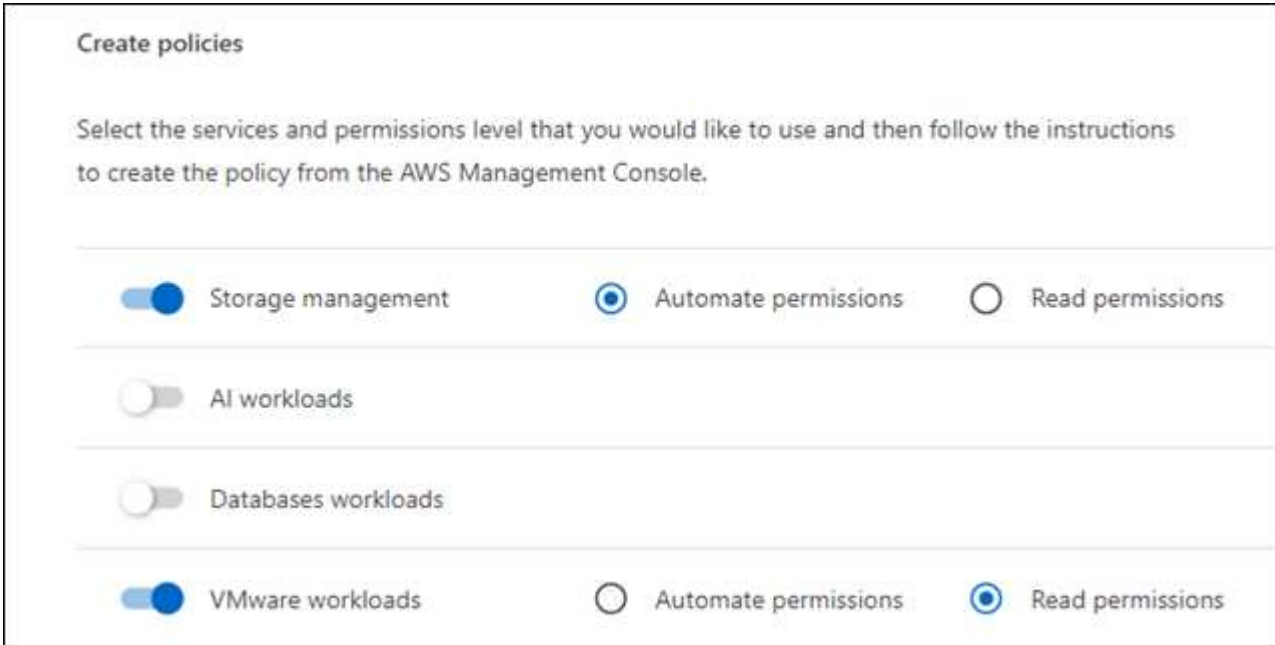 Create policies
Select the services and permissions level that you would like to use and then follow the instructions
to create the policy from the AWS Management Console.
Storage management Automate permissions Read permissions
AI workloads
Databases workloads
VMware workloads Automate permissions Read permissions